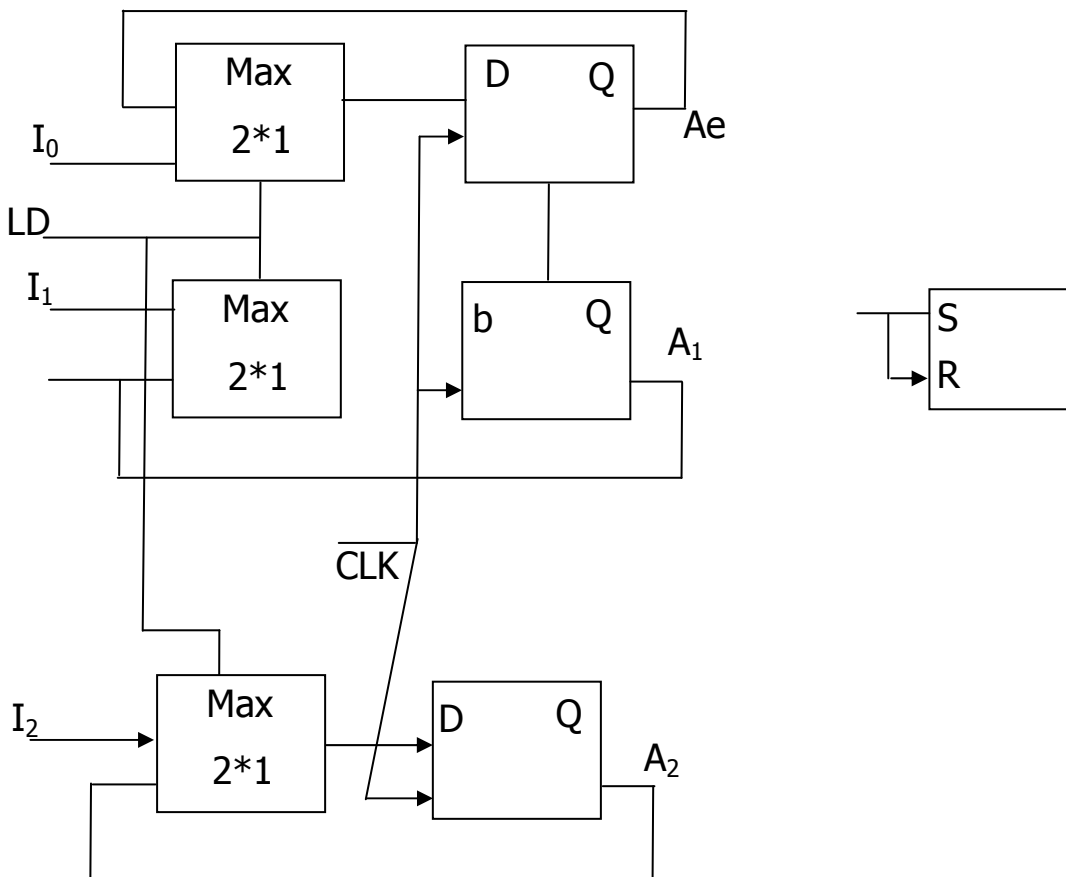 Max
2*1
D Q
Ae
I₀
LD
I₁
Max
2*1
b Q
A₁
S
R
CLK
I₂
Max
2*1
D Q
A₂